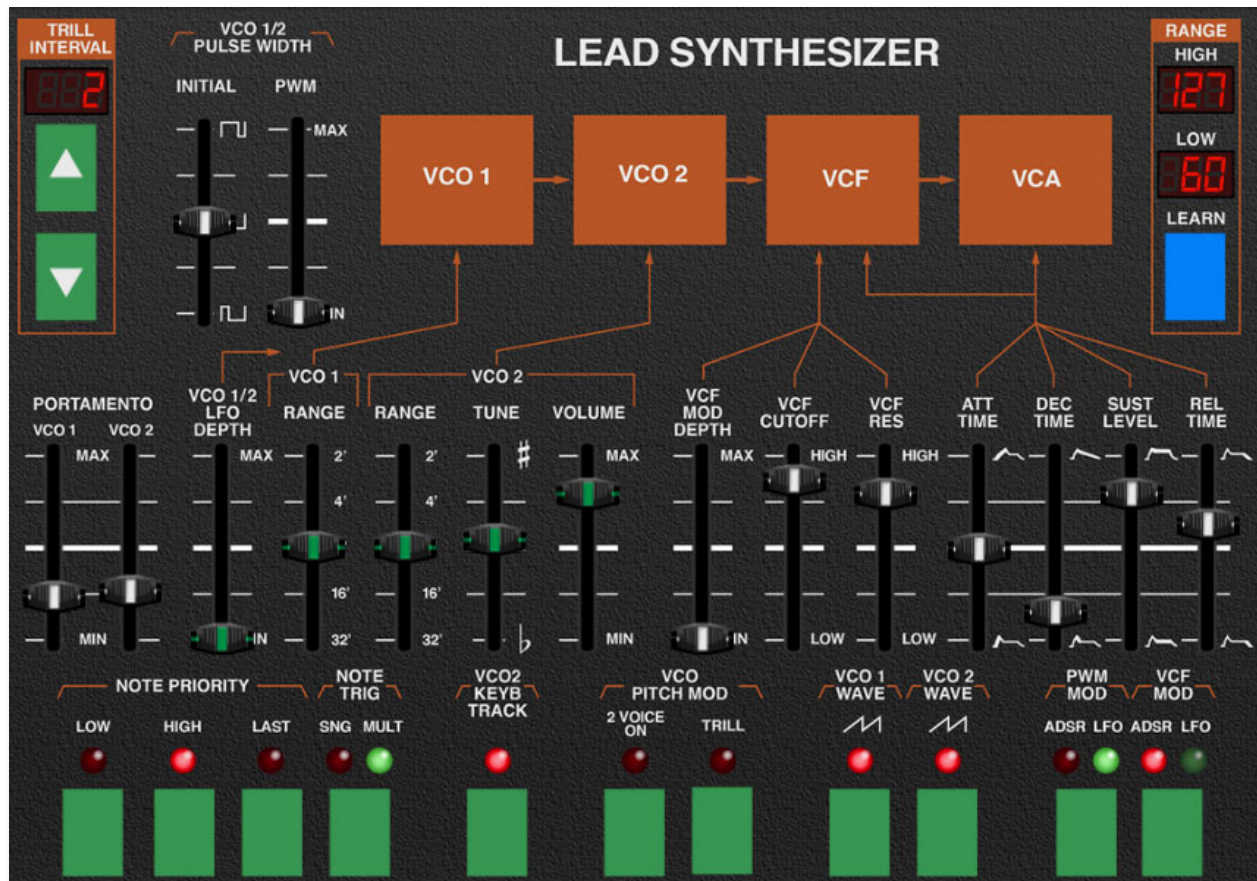 TRILL
INTERVAL
2
VCO 1/2
PULSE WIDTH
INITIAL PWM
MAX
LEAD SYNTHESIZER
RANGE
HIGH
127
LOW
60
LEARN
VCO 1 VCO 2 VCF VCA
IN
PORTAMENTO
VCO 1 VCO 2
MAX
MIN
VCO 1/2
LFO
DEPTH
MAX
IN
VCO 1
RANGE
2'
4'
16'
32'
VCO 2
RANGE TUNE VOLUME
2' ♯ MAX
4'
16'
32' ♭ MIN
VCF
MOD
DEPTH
MAX
IN
VCF
CUTOFF
HIGH
LOW
VCF
RES
HIGH
LOW
ATT
TIME
DEC
TIME
SUST
LEVEL
REL
TIME
NOTE PRIORITY
LOW HIGH LAST
NOTE
TRIG
SNG MULT
VCO2
KEYB
TRACK
VCO
PITCH MOD
2 VOICE
ON
TRILL
VCO 1
WAVE
VCO 2
WAVE
PWM
MOD
ADSR LFO
VCF
MOD
ADSR LFO